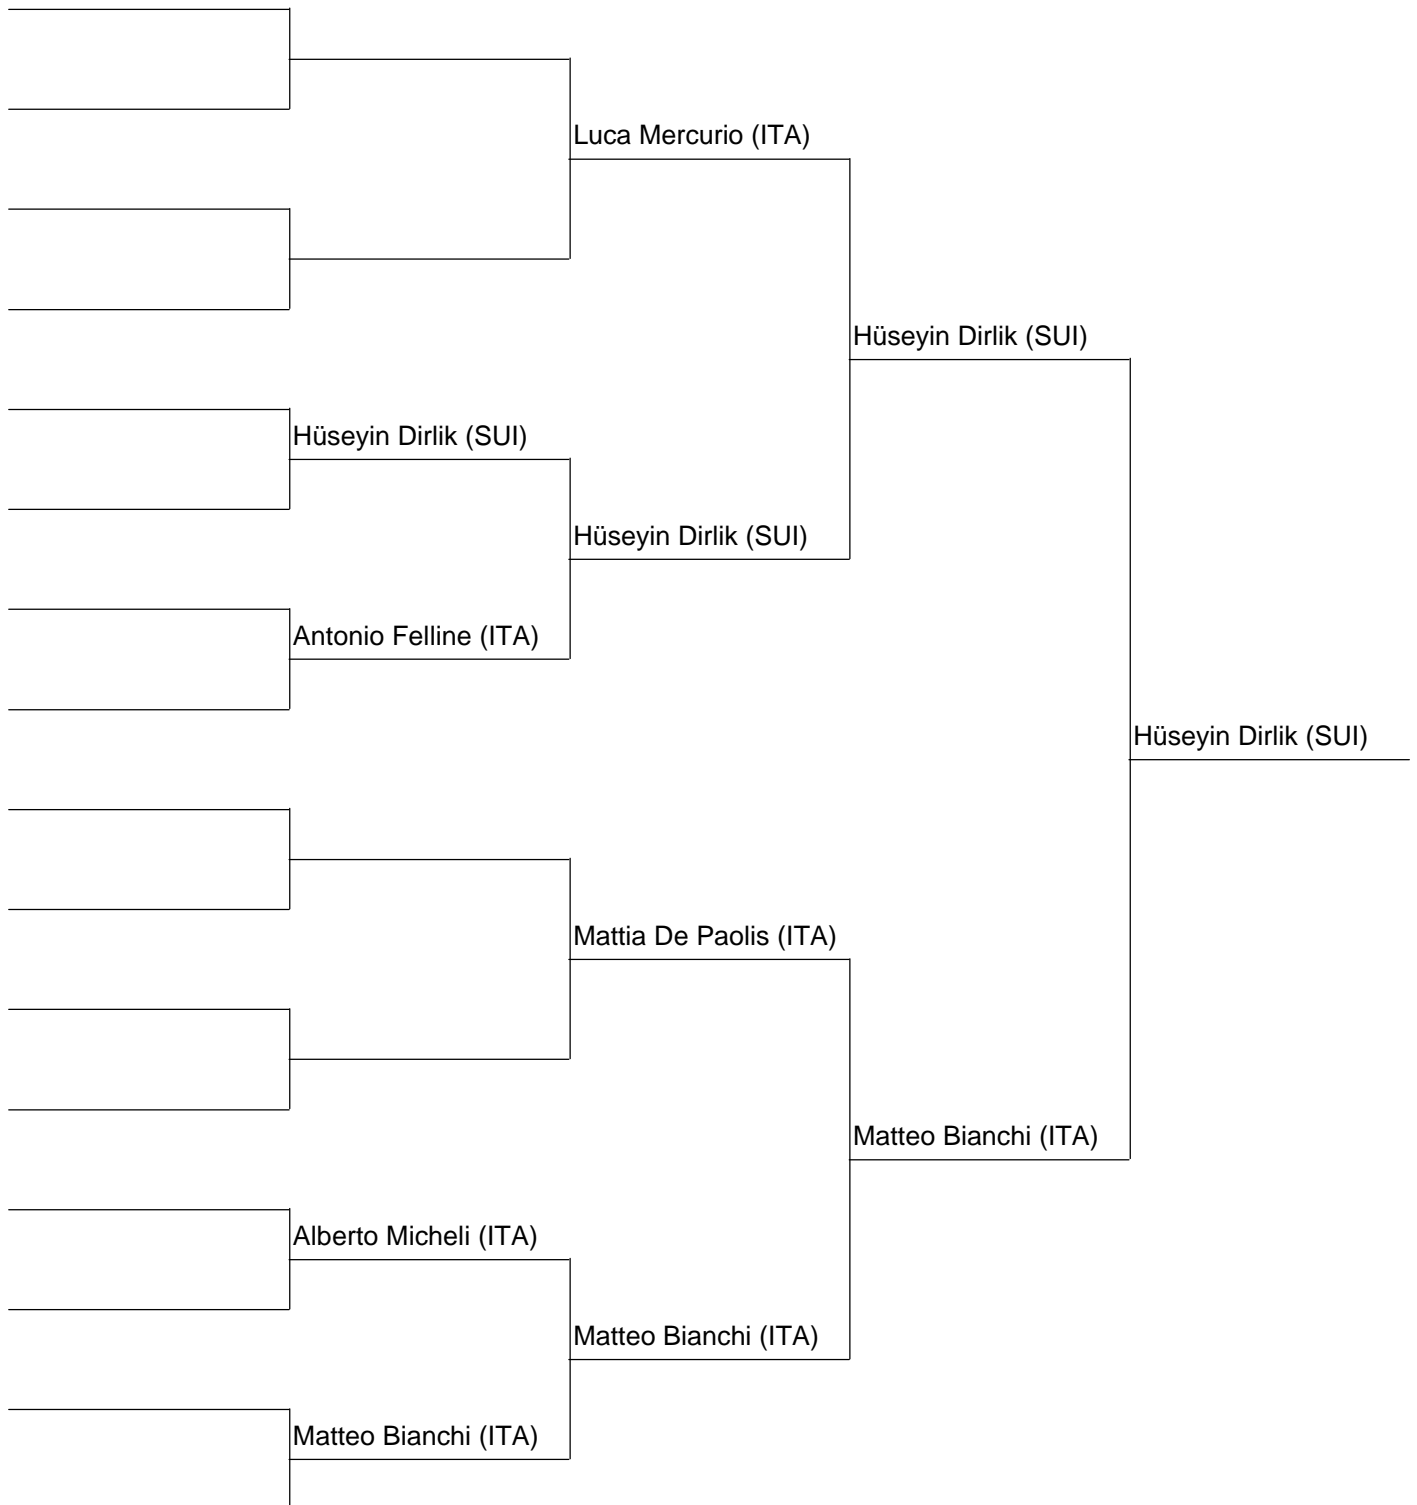 Luca Mercurio (ITA)
Hüseyin Dirlik (SUI)
Hüseyin Dirlik (SUI)
Hüseyin Dirlik (SUI)
Antonio Felline (ITA)
Hüseyin Dirlik (SUI)
Mattia De Paolis (ITA)
Matteo Bianchi (ITA)
Alberto Micheli (ITA)
Matteo Bianchi (ITA)
Matteo Bianchi (ITA)